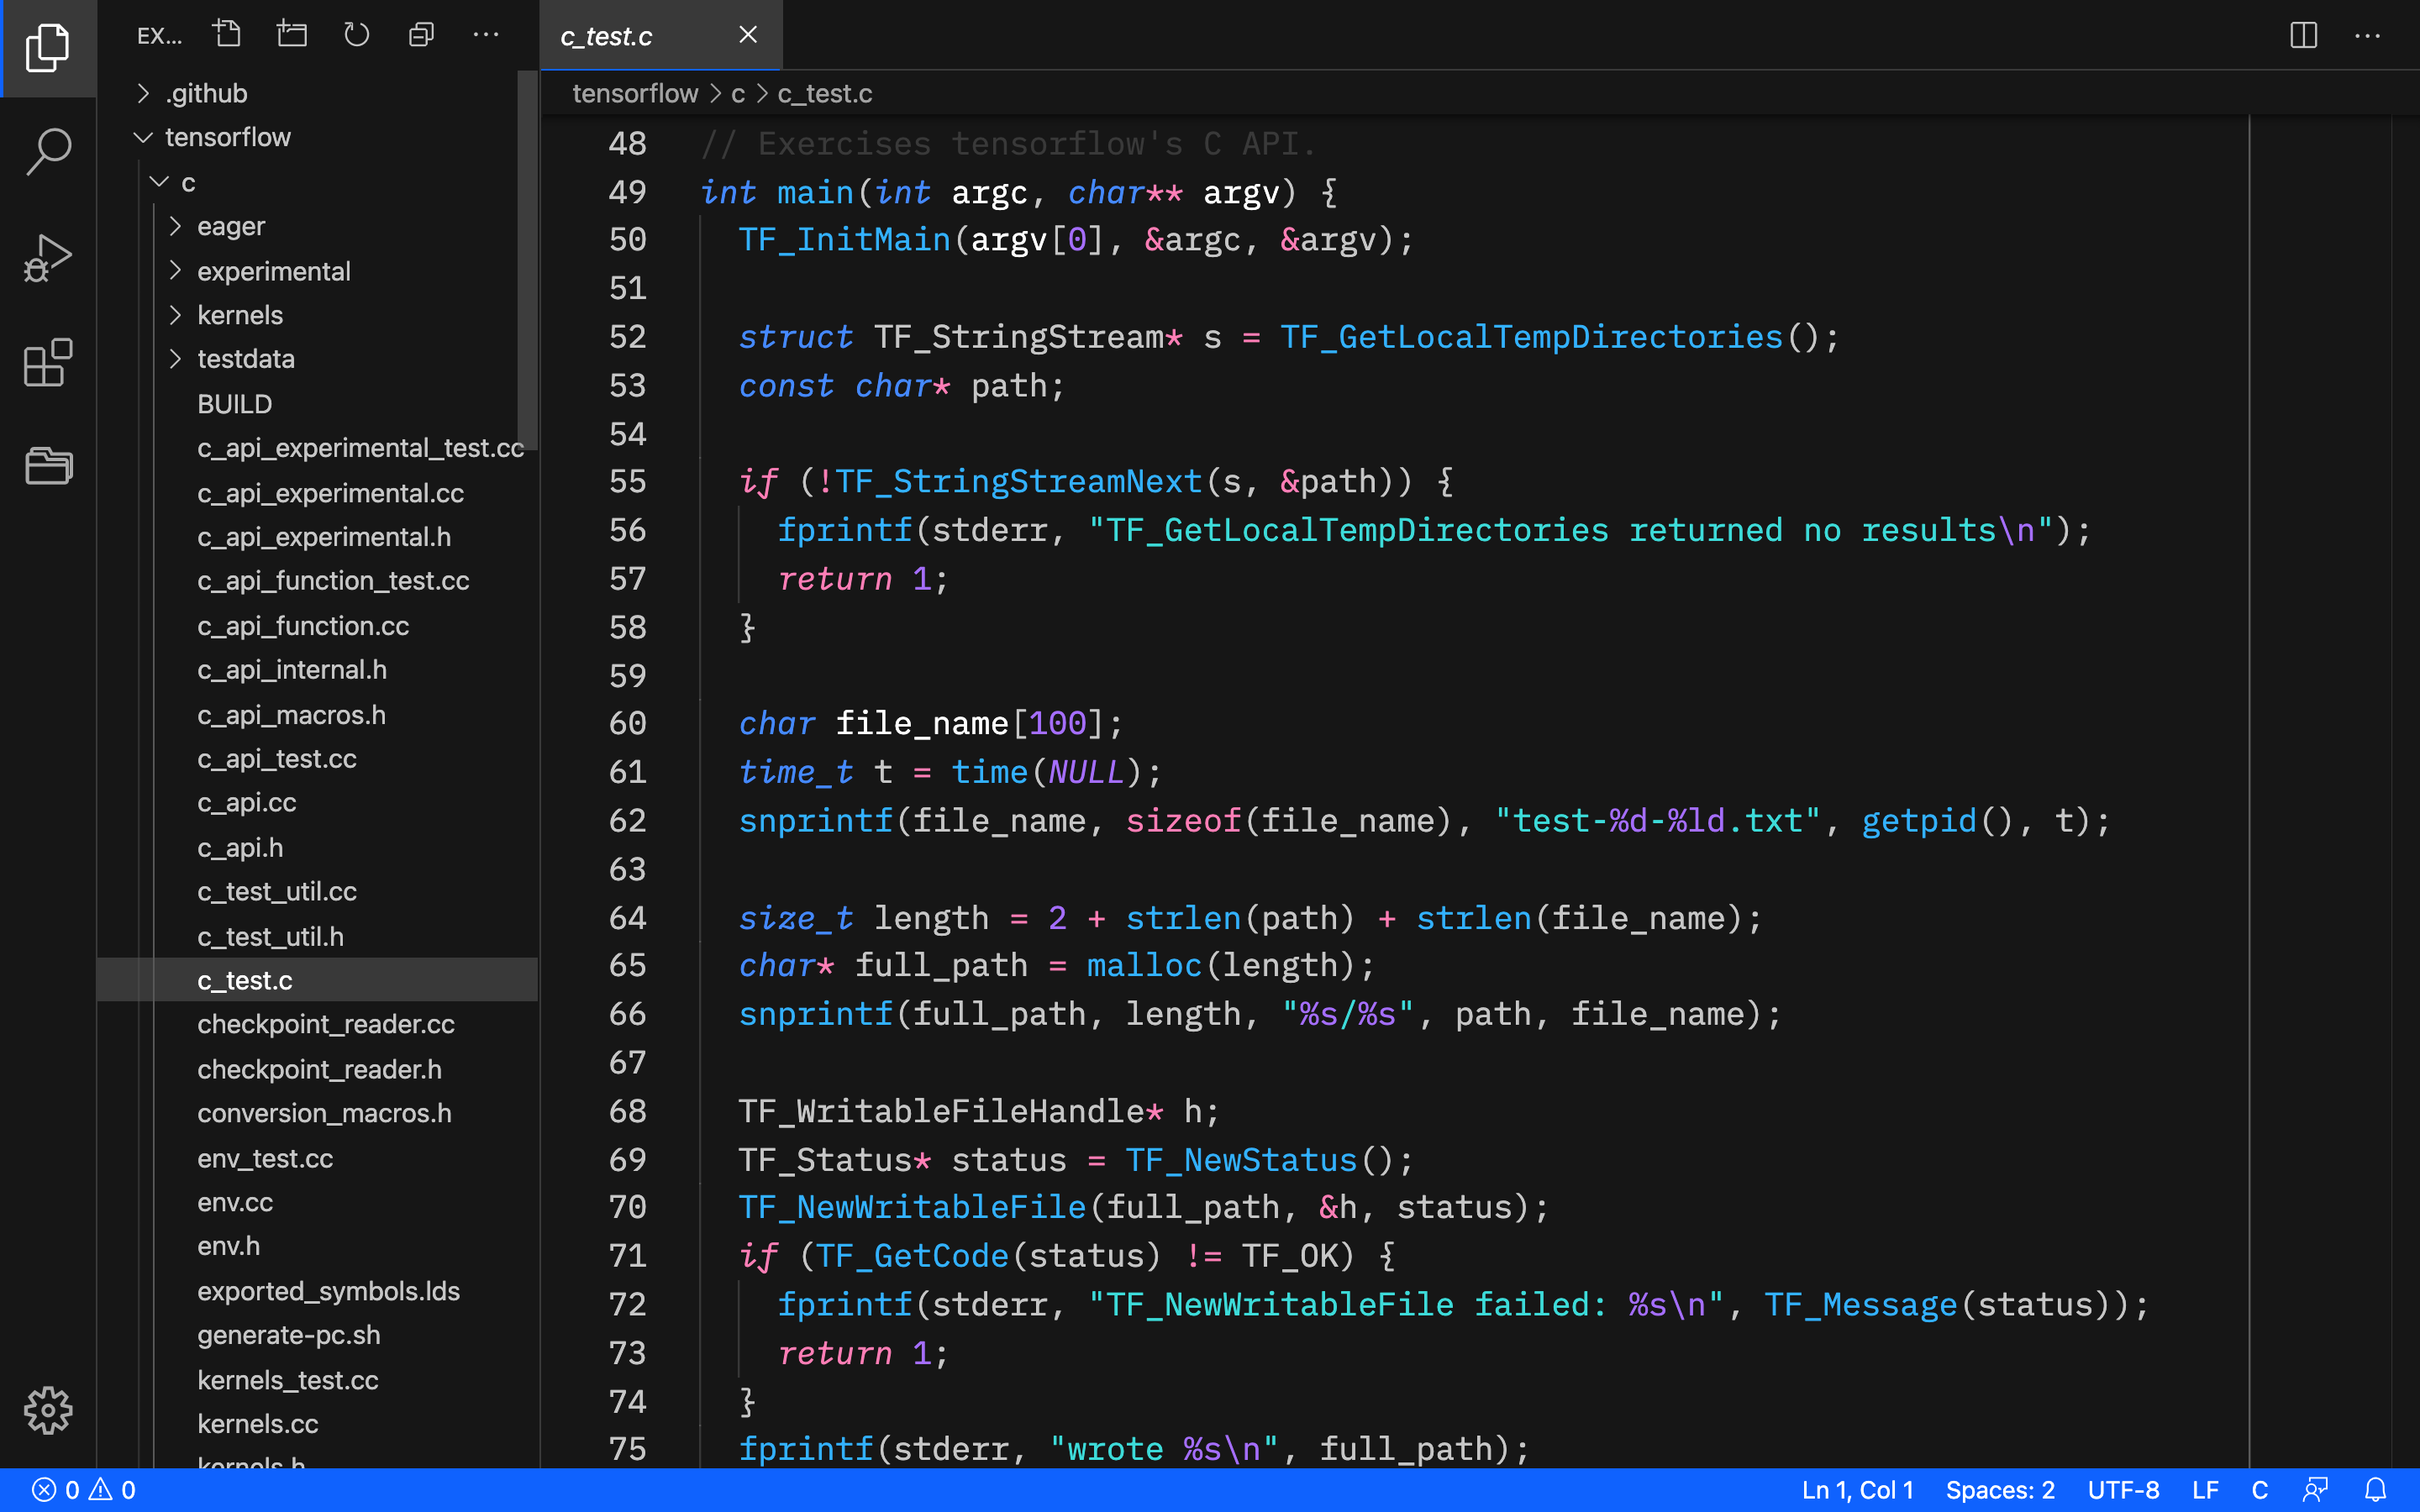 EX...
.github
tensorflow
c
eager
experimental
kernels
testdata
BUILD
c_api_experimental_test.cc
c_api_experimental.cc
c_api_experimental.h
c_api_function_test.cc
c_api_function.cc
c_api_internal.h
c_api_macros.h
c_api_test.cc
c_api.cc
c_api.h
c_test_util.cc
c_test_util.h
c_test.c
checkpoint_reader.cc
checkpoint_reader.h
conversion_macros.h
env_test.cc
env.cc
env.h
exported_symbols.lds
generate-pc.sh
kernels_test.cc
kernels.cc
kernels.h
c_test.c
tensorflow > c > c_test.c
48 // Exercises tensorflow's C API.
49 int main(int argc, char** argv) {
50 TF_InitMain(argv[0], &argc, &argv);
51
52 struct TF_StringStream* s = TF_GetLocalTempDirectories();
53 const char* path;
54
55 if (!TF_StringStreamNext(s, &path)) {
56 fprintf(stderr, "TF_GetLocalTempDirectories returned no results\n");
57 return 1;
58 }
59
60 char file_name[100];
61 time_t t = time(NULL);
62 snprintf(file_name, sizeof(file_name), "test-%d-%ld.txt", getpid(), t);
63
64 size_t length = 2 + strlen(path) + strlen(file_name);
65 char* full_path = malloc(length);
66 snprintf(full_path, length, "%s/%s", path, file_name);
67
68 TF_WritableFileHandle* h;
69 TF_Status* status = TF_NewStatus();
70 TF_NewWritableFile(full_path, &h, status);
71 if (TF_GetCode(status) != TF_OK) {
72 fprintf(stderr, "TF_NewWritableFile failed: %s\n", TF_Message(status));
73 return 1;
74 }
75 fprintf(stderr, "wrote %s\n", full_path);
0 0 Ln 1, Col 1 Spaces: 2 UTF-8 LF C